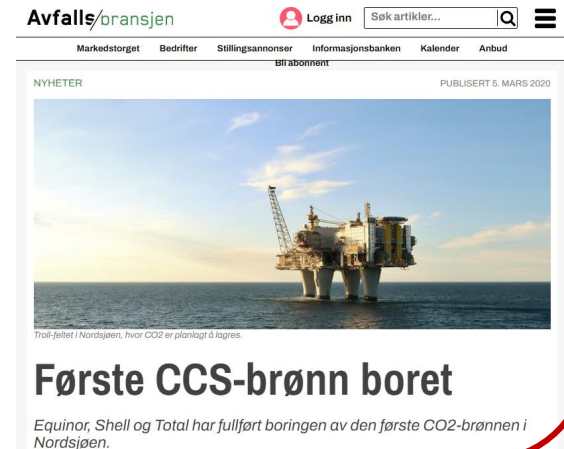 Avfalls/bransjen
Logg inn
Søk artikler...
Markedstorget Bedrifter Stillingsannonser Informasjonsbanken Kalender Anbud
Bli abonnent
NYHETER
PUBLISERT 5. MARS 2020
Troll-feltet i Nordsjøen, hvor CO2 er planlagt å lagres.
Første CCS-brønn boret
Equinor, Shell og Total har fullført boringen av den første CO2-brønnen i
Nordsjøen.